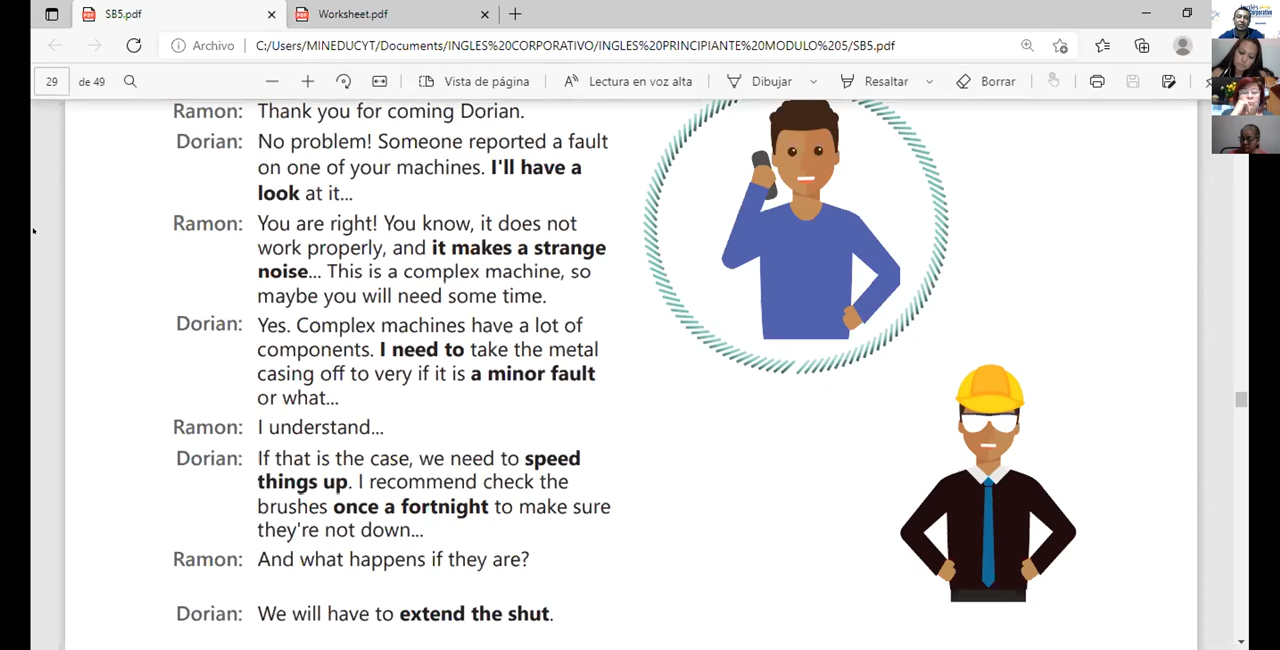 SB5.pdf
Worksheet.pdf
Archivo
C:/Users/MINEDUCYT/Documents/INGLES%20CORPORATIVO/INGLES%20PRINCIPIANTE%20MODULO%205/SB5.pdf
29 de 49
Vista de página
Lectura en voz alta
Dibujar
Resaltar
Borrar
Ramon: Thank you for coming Dorian.
Dorian: No problem! Someone reported a fault
on one of your machines. I'll have a
look at it...
Ramon: You are right! You know, it does not
work properly, and it makes a strange
noise... This is a complex machine, so
maybe you will need some time.
Dorian: Yes. Complex machines have a lot of
components. I need to take the metal
casing off to very if it is a minor fault
or what...
Ramon: I understand...
Dorian: If that is the case, we need to speed
things up. I recommend check the
brushes once a fortnight to make sure
they're not down...
Ramon: And what happens if they are?
Dorian: We will have to extend the shut.